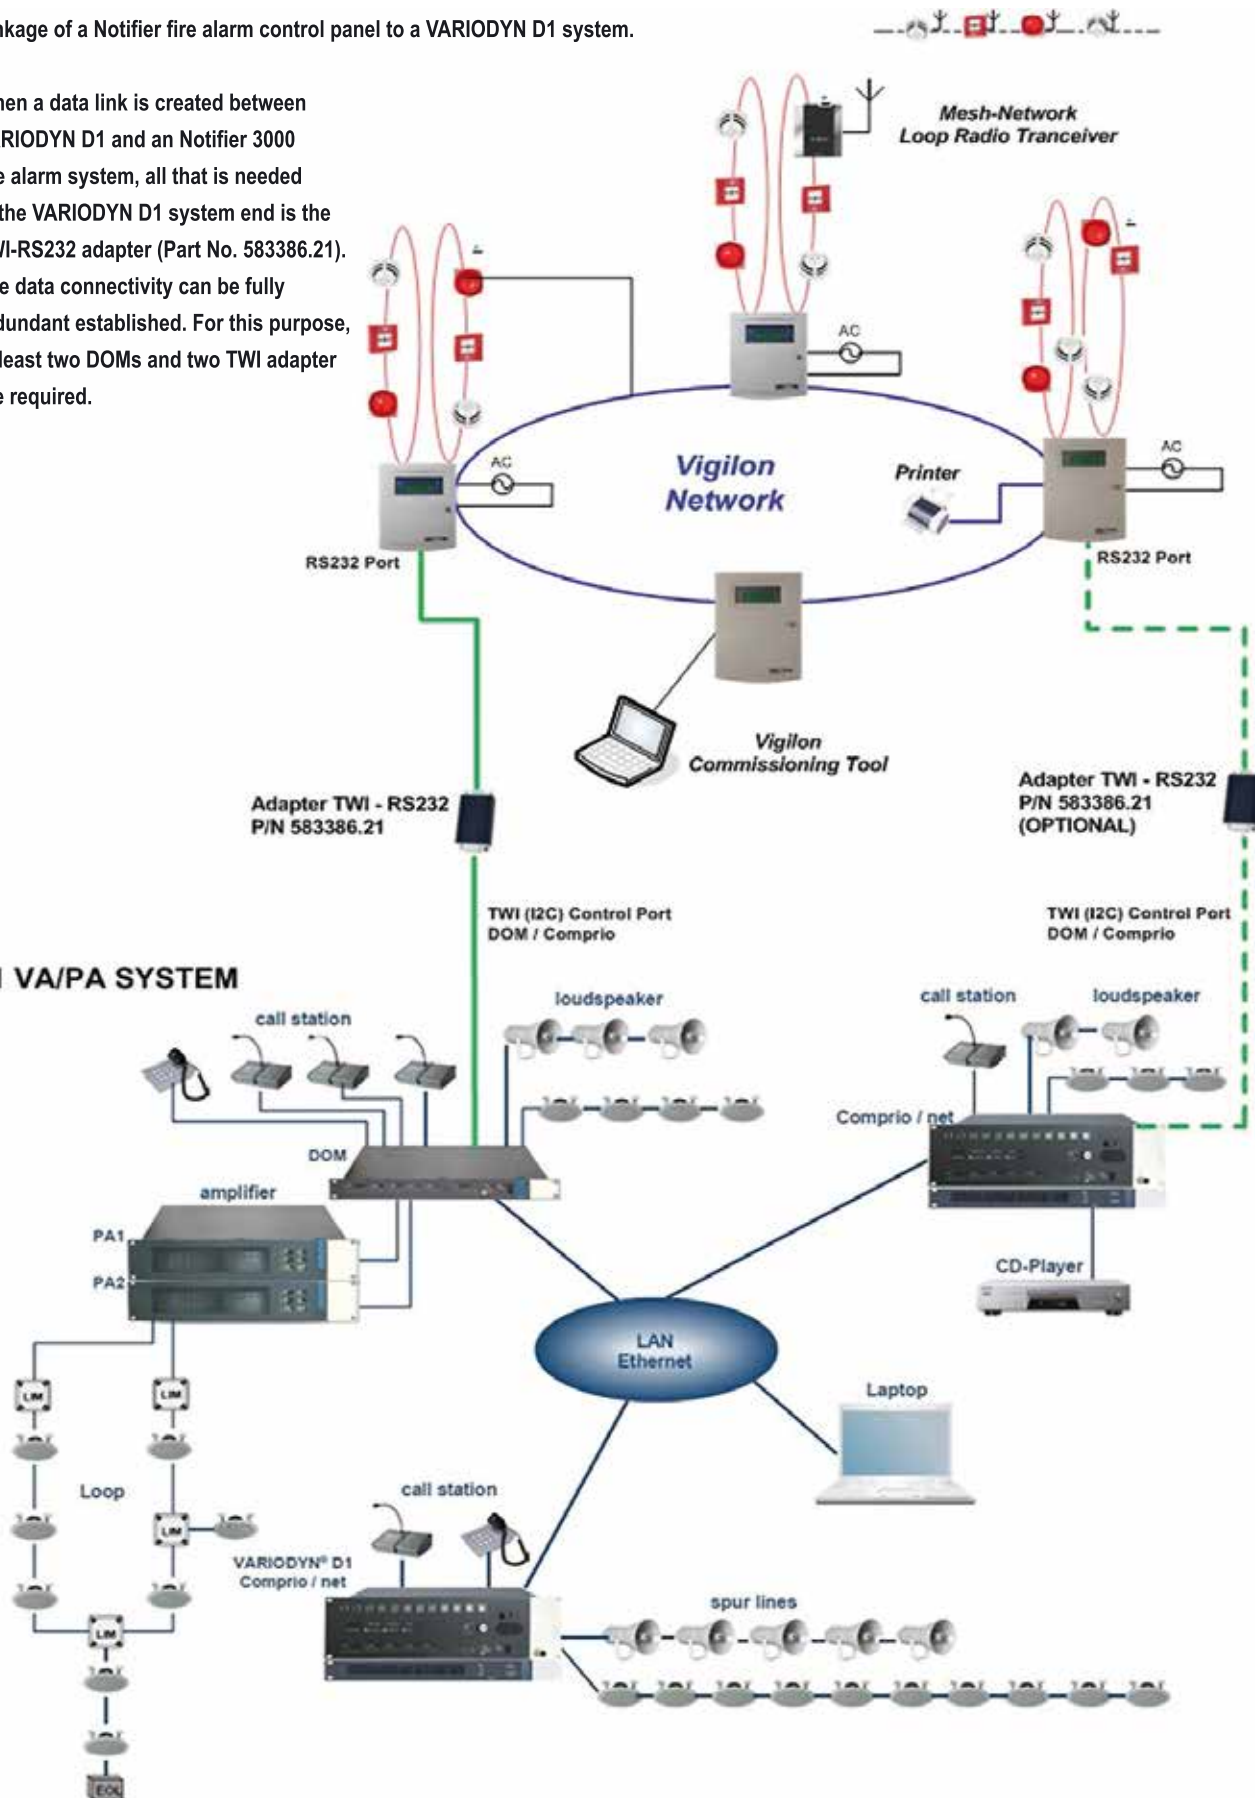 nkage of a Notifier fire alarm control panel to a VARIODYN D1 system.
hen a data link is created between
ARIODYN D1 and an Notifier 3000
e alarm system, all that is needed
the VARIODYN D1 system end is the
WI-RS232 adapter (Part No. 583386.21).
e data connectivity can be fully
dundant established. For this purpose,
least two DOMs and two TWI adapter
e required.
Mesh-Network
Loop Radio Tranceiver
AC
AC
AC
Vigilon
Network
Printer
RS232 Port
RS232 Port
Vigilon
Commissioning Tool
Adapter TWI - RS232
P/N 583386.21
Adapter TWI - RS232
P/N 583386.21
(OPTIONAL)
TWI (I2C) Control Port
DOM / Comprio
TWI (I2C) Control Port
DOM / Comprio
VA/PA SYSTEM
call station
loudspeaker
call station
loudspeaker
Comprio / net
DOM
amplifier
PA1
PA2
CD-Player
LAN
Ethernet
Laptop
LIM
LIM
Loop
LIM
call station
VARIODYN® D1
Comprio / net
spur lines
LIM
EOL